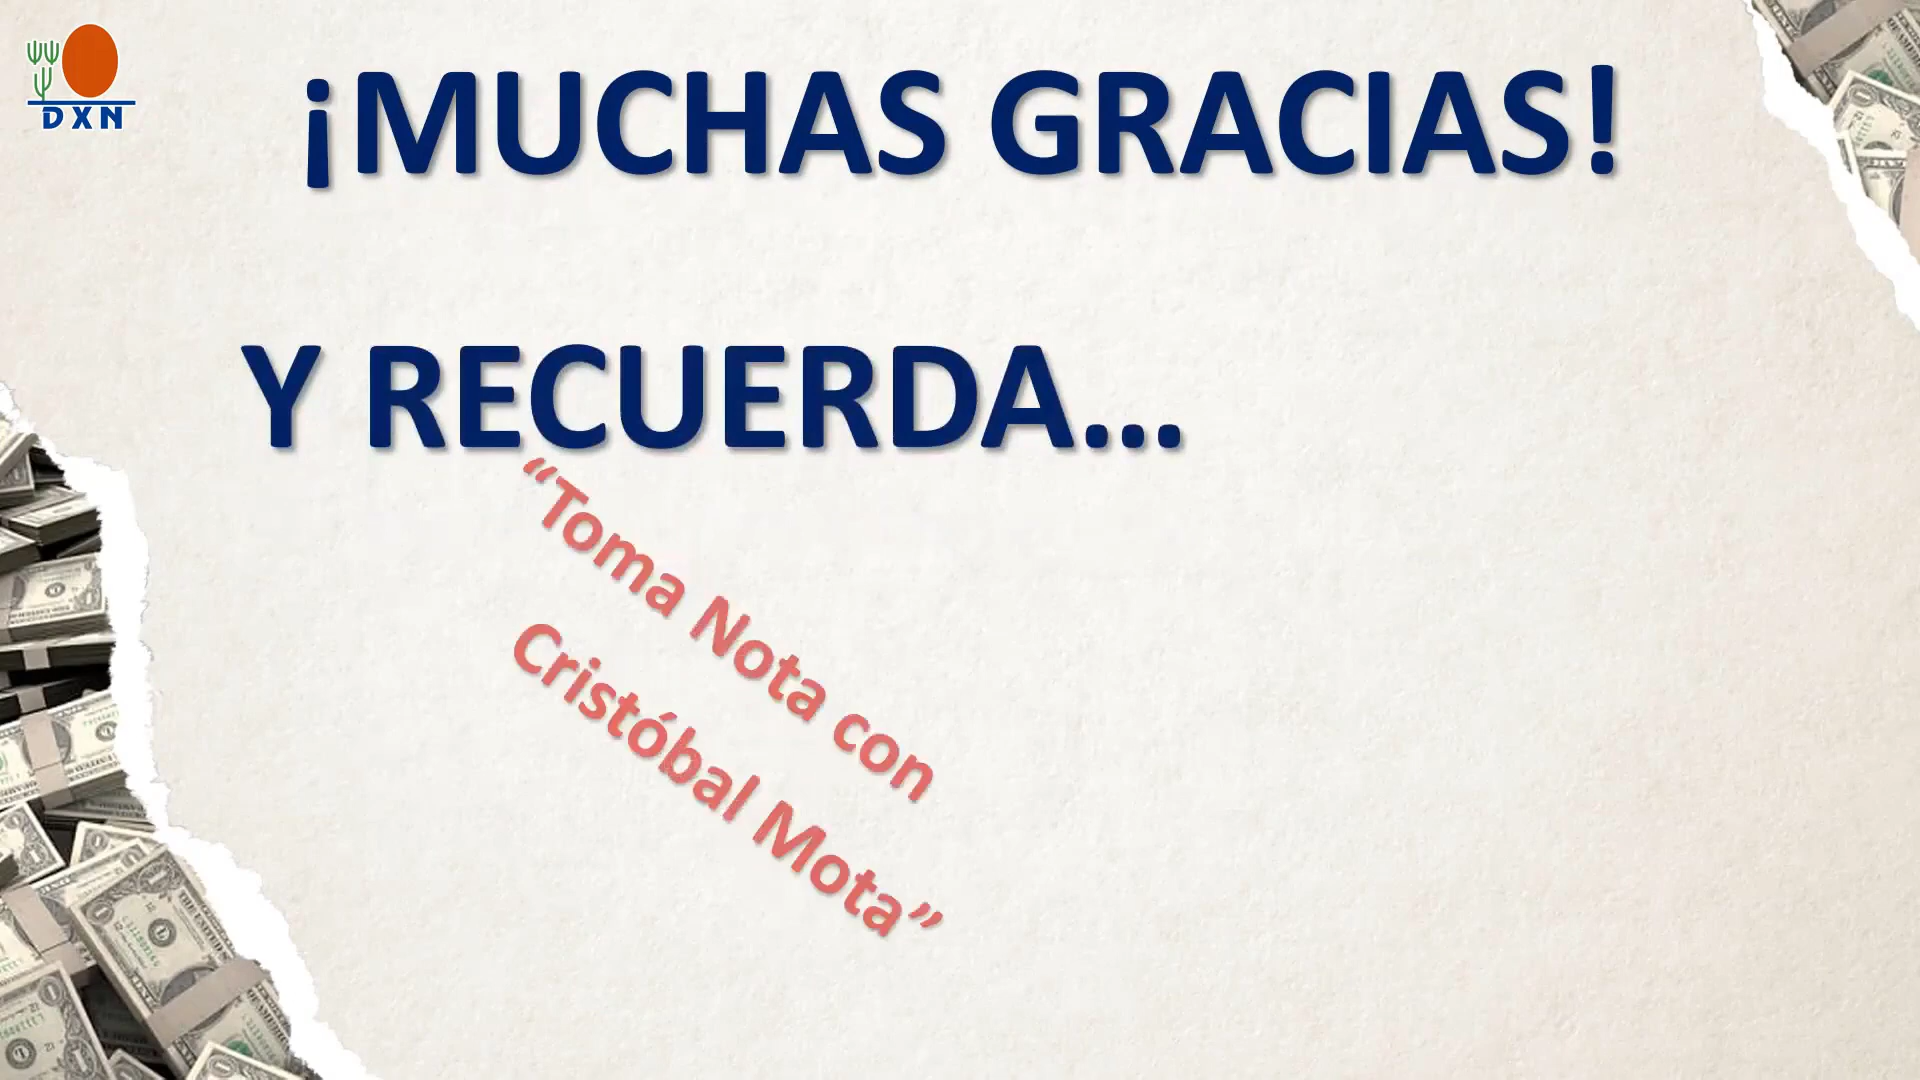 DXN
¡MUCHAS GRACIAS!
Y RECUERDA...
“Toma Nota con
Cristóbal Mota”